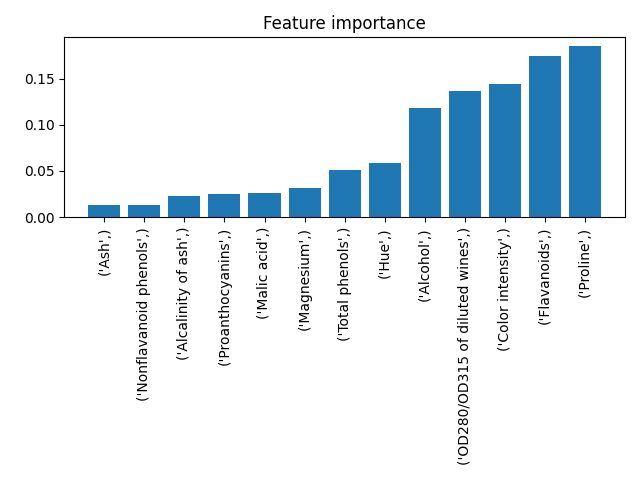 Feature importance
0.15
0.10
0.05
0.00
('Ash',)
('Nonflavanoid phenols',)
('Alcalinity of ash',)
('Proanthocyanins',)
('Malic acid',)
('Magnesium',)
('Total phenols',)
('Hue',)
('Alcohol',)
('OD280/OD315 of diluted wines',)
('Color intensity',)
('Flavanoids',)
('Proline',)